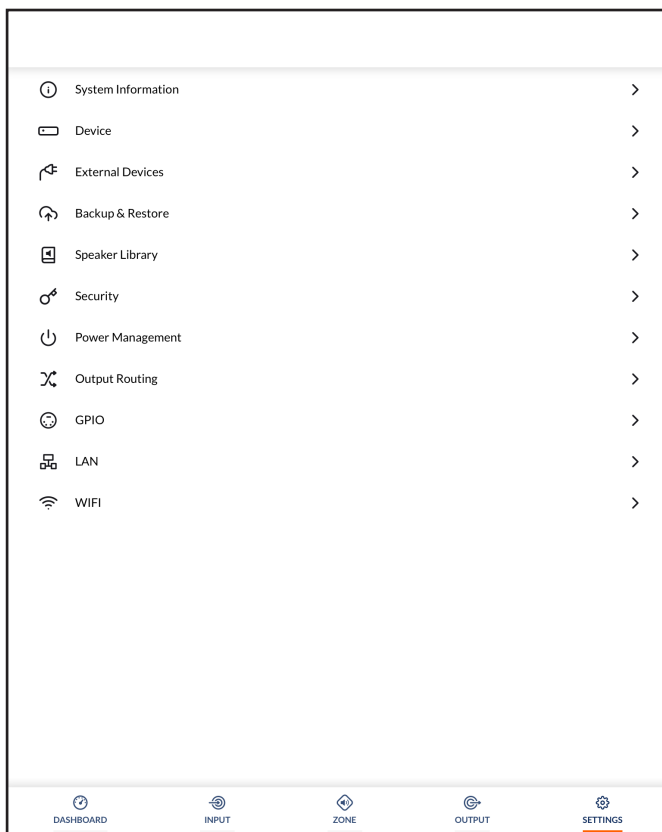 System Information
Device
External Devices
Backup & Restore
Speaker Library
Security
Power Management
Output Routing
GPIO
LAN
WIFI
DASHBOARD INPUT ZONE OUTPUT SETTINGS